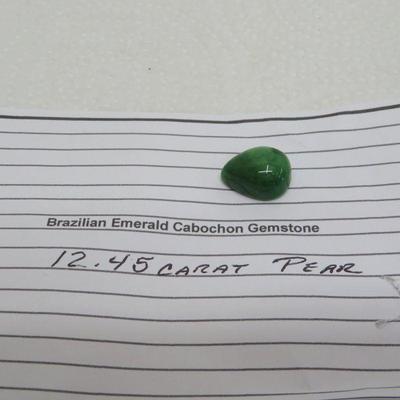 Brazilian Emerald Cabochon Gemstone
12.45 CARAT PEAR